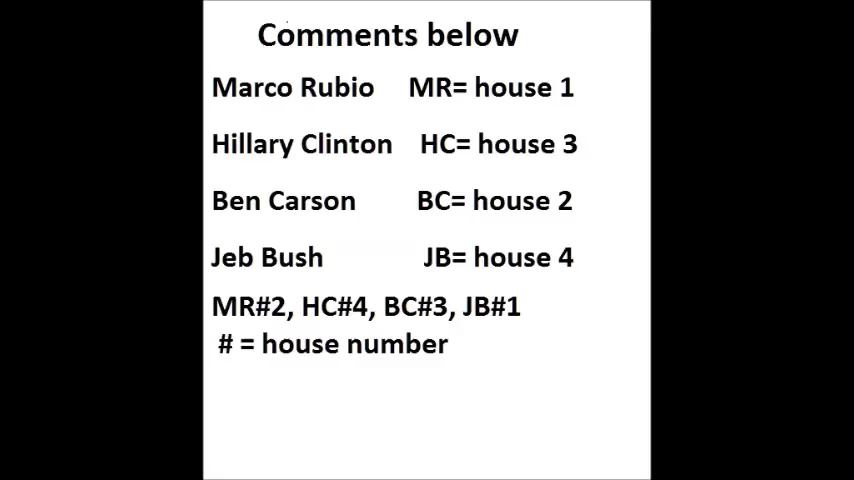 Comments below
Marco Rubio MR= house 1
Hillary Clinton HC= house 3
Ben Carson BC= house 2
Jeb Bush JB= house 4
MR#2, HC#4, BC#3, JB#1
# = house number